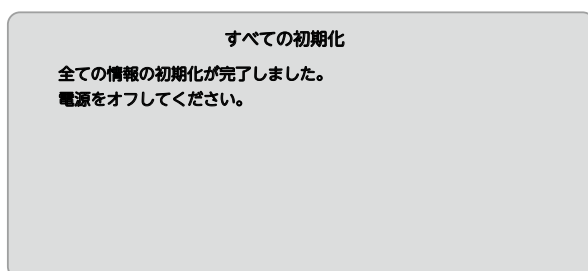 すべての初期化
全ての情報の初期化が完了しました。
電源をオフしてください。